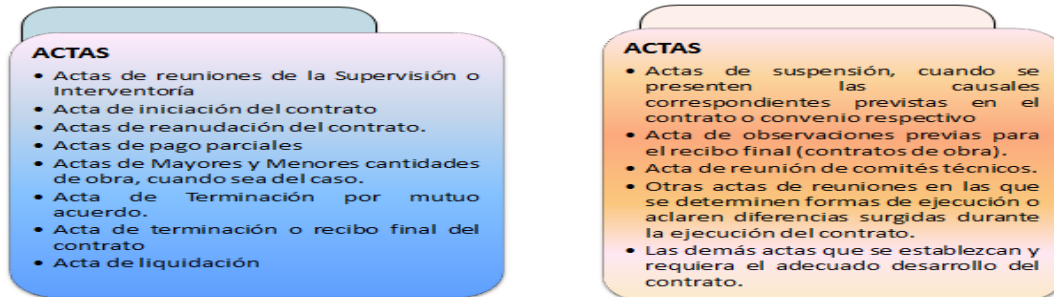 ACTAS
• Actas de reuniones de la Supervisión o
Interventoría
• Acta de iniciación del contrato
• Actas de reanudación del contrato.
• Actas de pago parciales
• Actas de Mayores y Menores cantidades
de obra, cuando sea del caso.
• Acta de Terminación por mutuo
acuerdo.
• Acta de terminación o recibo final del
contrato
• Acta de liquidación
ACTAS
• Actas de suspensión, cuando se
presenten las causales
correspondientes previstas en el
contrato o convenio respectivo
• Acta de observaciones previas para
el recibo final (contratos de obra).
• Acta de reunión de comités técnicos.
• Otras actas de reuniones en las que
se determinen formas de ejecución o
aclaren diferencias surgidas durante
la ejecución del contrato.
• Las demás actas que se establezcan y
requiera el adecuado desarrollo del
contrato.